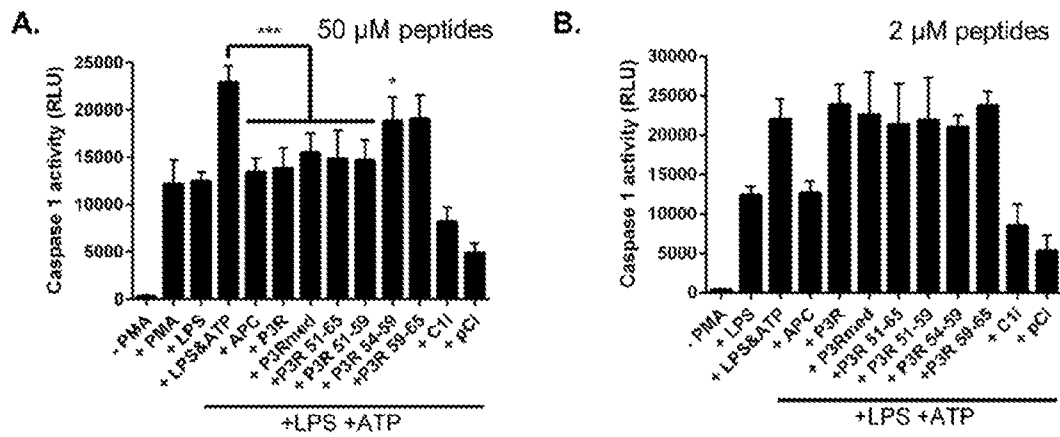 A.
50 µM peptides
***
*
Caspase 1 activity (RLU)
25000
20000
15000
10000
5000
0
- PMA
+ PMA
+ LPS
+ LPS&ATP
+ APC
+ P3R
+ P3Rmed
+ P3R 51-65
+ P3R 51-59
+ P3R 54-59
+P3R 59-65
+ C1i
+ pCi
+LPS +ATP
B.
2 µM peptides
Caspase 1 activity (RLU)
30000
25000
20000
15000
10000
5000
0
- PMA
+ LPS
+ LPS&ATP
+ APC
+ P3R
+ P3Rmed
+P3R 51-65
+ P3R 51-59
+P3R 54-59
+P3R 59-65
+ C1i
+ pCi
+LPS +ATP